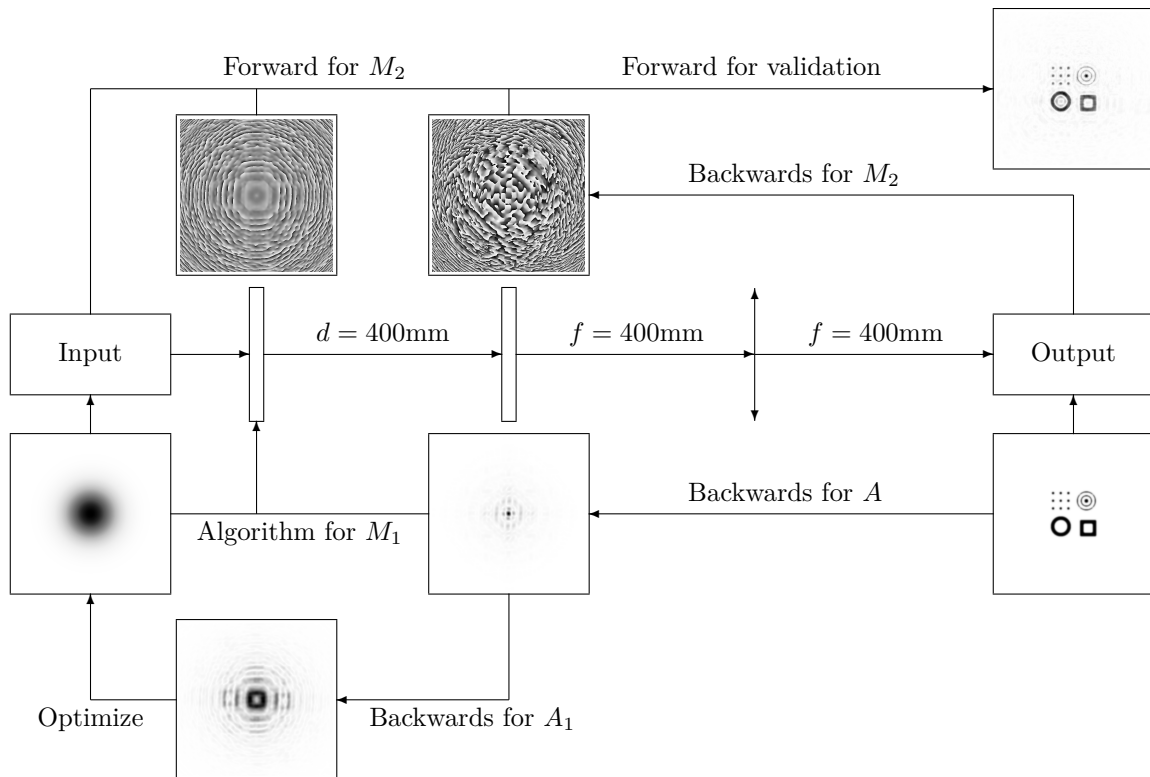 Forward for M₂
Forward for validation
Backwards for M₂
Input
d = 400mm
f = 400mm
f = 400mm
Output
Backwards for A
Algorithm for M₁
Optimize
Backwards for A₁